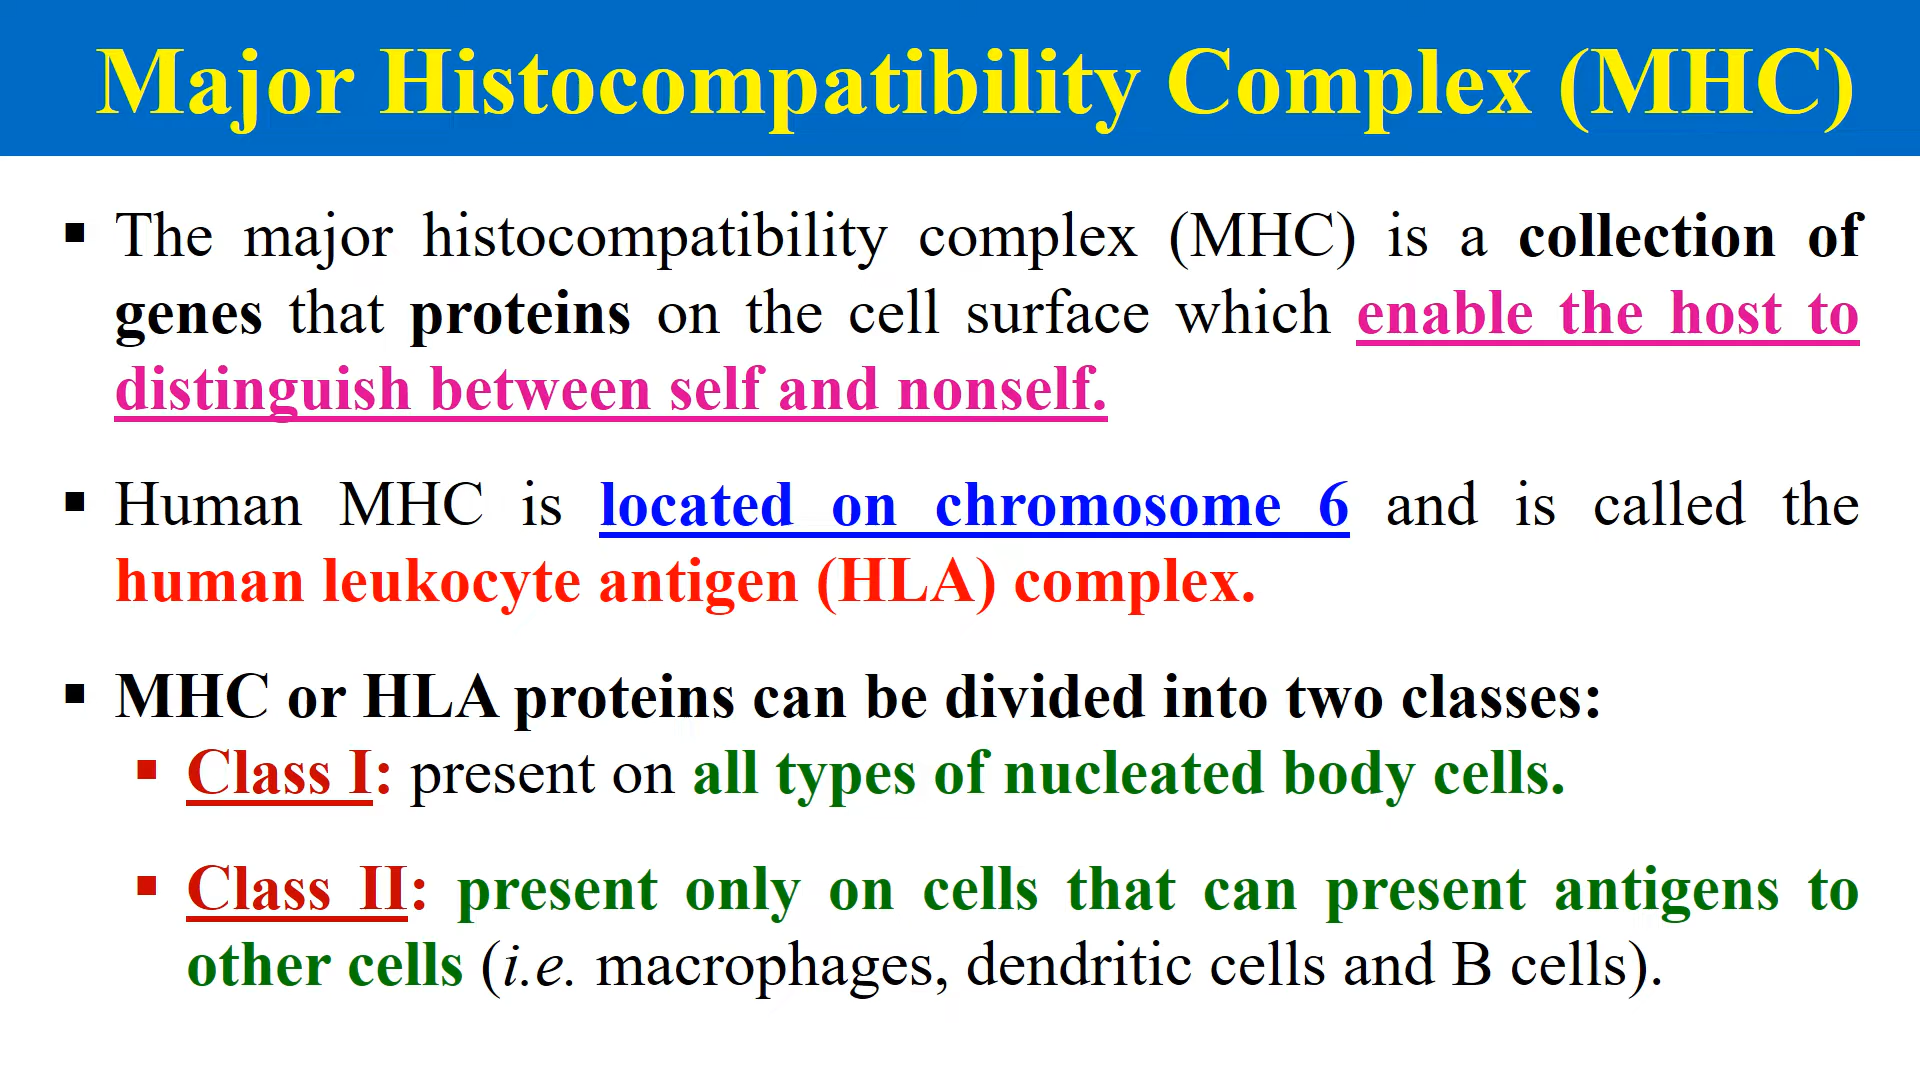 Major Histocompatibility Complex (MHC)
▪ The major histocompatibility complex (MHC) is a collection of
genes that proteins on the cell surface which enable the host to
distinguish between self and nonself.
▪ Human MHC is located on chromosome 6 and is called the
human leukocyte antigen (HLA) complex.
▪ MHC or HLA proteins can be divided into two classes:
▪ Class I: present on all types of nucleated body cells.
▪ Class II: present only on cells that can present antigens to
other cells (i.e. macrophages, dendritic cells and B cells).